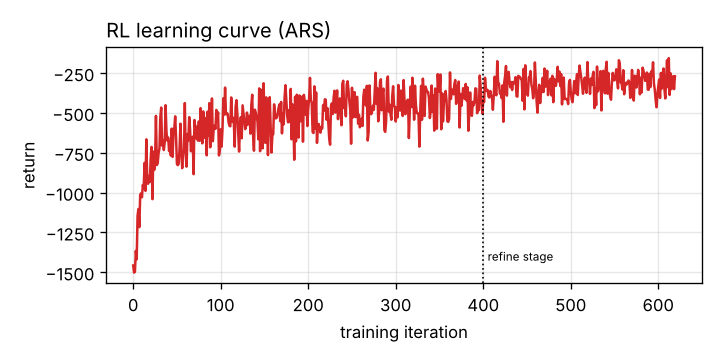 RL learning curve (ARS)
return
−250
−500
−750
−1000
−1250
−1500
refine stage
0 100 200 300 400 500 600
training iteration